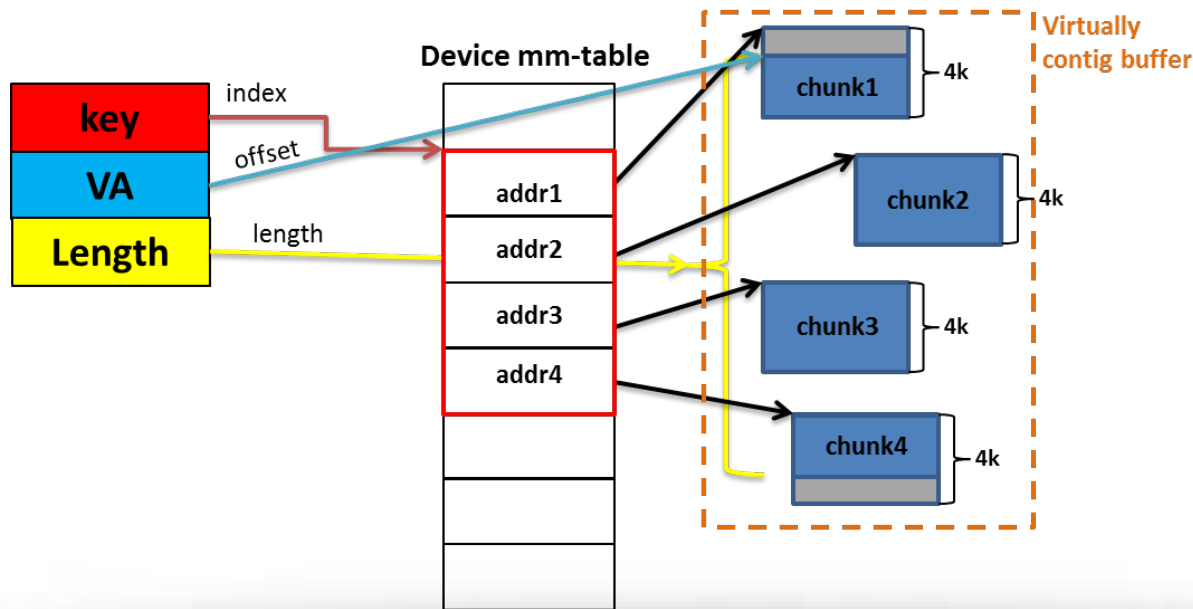 Device mm-table
Virtually
contig buffer
key
VA
Length
index
offset
length
addr1
addr2
addr3
addr4
chunk1
4k
chunk2
4k
chunk3
4k
chunk4
4k